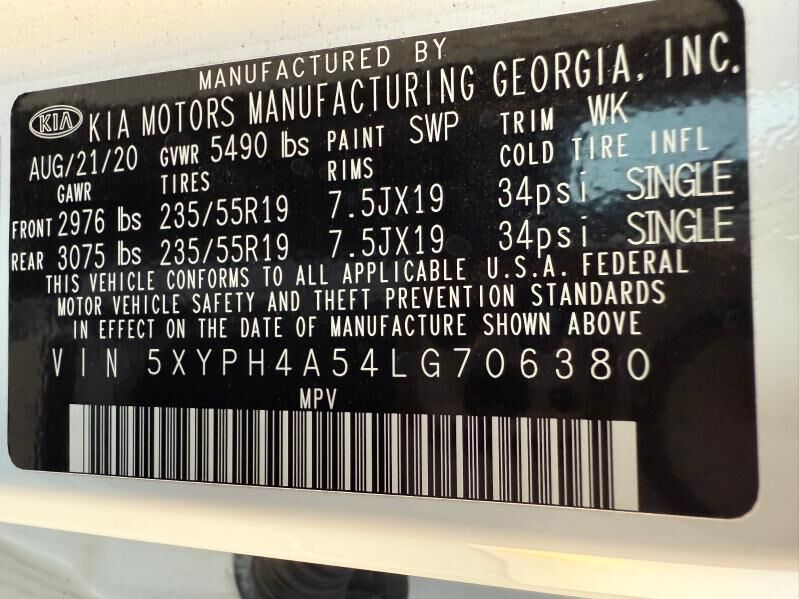 MANUFACTURED BY
KIA KIA MOTORS MANUFACTURING GEORGIA, INC.
AUG/21/20 GVWR 5490 lbs PAINT SWP TRIM WK
GAWR TIRES RIMS COLD TIRE INFL
FRONT 2976 lbs 235/55R19 7.5JX19 34psi SINGLE
REAR 3075 lbs 235/55R19 7.5JX19 34psi SINGLE
THIS VEHICLE CONFORMS TO ALL APPLICABLE U.S.A. FEDERAL
MOTOR VEHICLE SAFETY AND THEFT PREVENTION STANDARDS
IN EFFECT ON THE DATE OF MANUFACTURE SHOWN ABOVE
VIN 5XYPH4A54LG706380
MPV